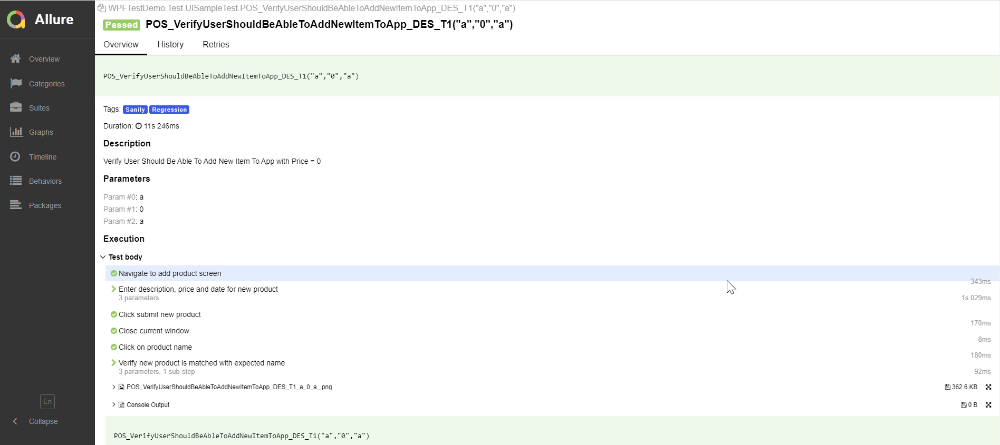 Allure
Overview
Categories
Suites
Graphs
Timeline
Behaviors
Packages
En
Collapse
WPFTestDemo.Test.UISampleTest.POS_VerifyUserShouldBeAbleToAddNewItemToApp_DES_T1("a","0","a")
Passed POS_VerifyUserShouldBeAbleToAddNewItemToApp_DES_T1("a","0","a")
Overview History Retries
POS_VerifyUserShouldBeAbleToAddNewItemToApp_DES_T1("a","0","a")
Tags: Sanity Regression
Duration: 11s 246ms
Description
Verify User Should Be Able To Add New Item To App with Price = 0
Parameters
Param #0: a
Param #1: 0
Param #2: a
Execution
Test body
Navigate to add product screen 343ms
Enter description, price and date for new product
3 parameters 1s 029ms
Click submit new product 170ms
Close current window 8ms
Click on product name 180ms
Verify new product is matched with expected name
3 parameters, 1 sub-step 92ms
POS_VerifyUserShouldBeAbleToAddNewItemToApp_DES_T1_a_0_a_.png 362.6 KB
Console Output 0 B
POS_VerifyUserShouldBeAbleToAddNewItemToApp_DES_T1("a","0","a")